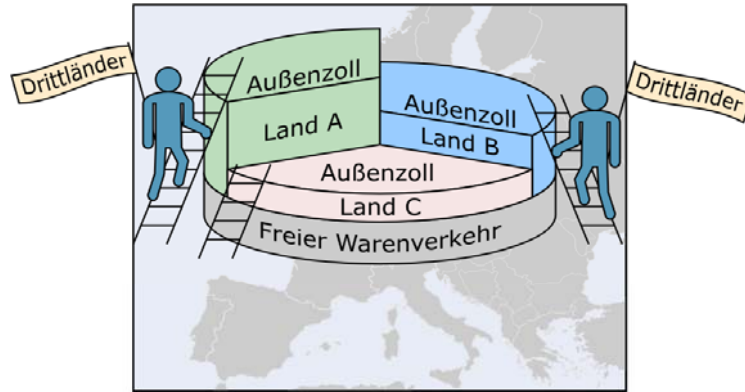 Drittländer
Drittländer
Außenzoll
Land A
Außenzoll
Land B
Außenzoll
Land C
Freier Warenverkehr